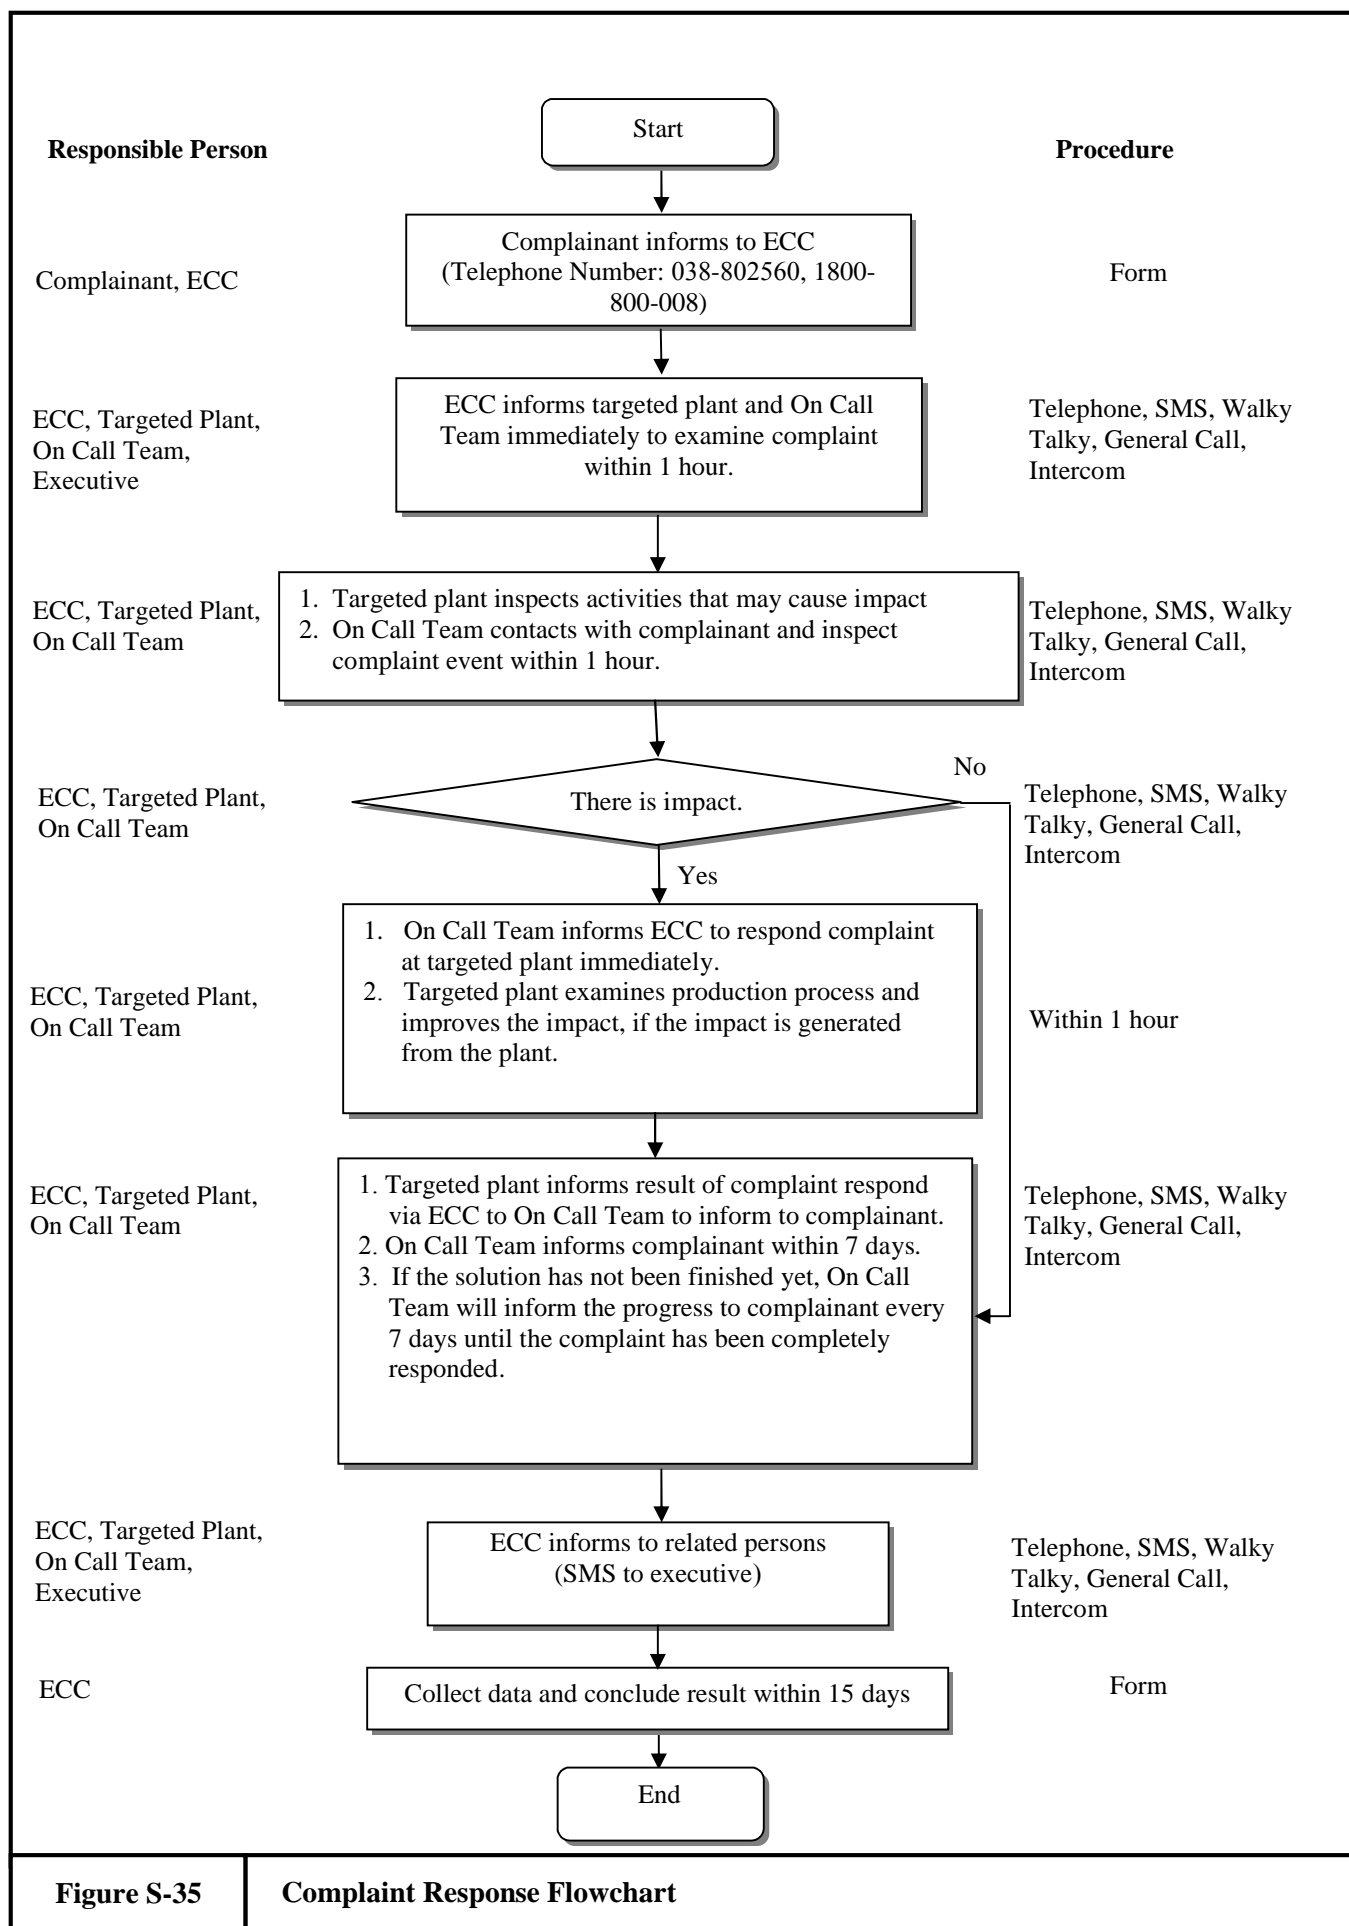 Start
Responsible Person
Procedure
Complainant informs to ECC
(Telephone Number: 038-802560, 1800-
800-008)
Complainant, ECC
Form
ECC, Targeted Plant,
On Call Team,
Executive
ECC informs targeted plant and On Call
Team immediately to examine complaint
within 1 hour.
Telephone, SMS, Walky
Talky, General Call,
Intercom
ECC, Targeted Plant,
On Call Team
1. Targeted plant inspects activities that may cause impact
2. On Call Team contacts with complainant and inspect
complaint event within 1 hour.
Telephone, SMS, Walky
Talky, General Call,
Intercom
ECC, Targeted Plant,
On Call Team
There is impact.
No
Telephone, SMS, Walky
Talky, General Call,
Intercom
Yes
ECC, Targeted Plant,
On Call Team
1. On Call Team informs ECC to respond complaint
at targeted plant immediately.
2. Targeted plant examines production process and
improves the impact, if the impact is generated
from the plant.
Within 1 hour
ECC, Targeted Plant,
On Call Team
1. Targeted plant informs result of complaint respond
via ECC to On Call Team to inform to complainant.
2. On Call Team informs complainant within 7 days.
3. If the solution has not been finished yet, On Call
Team will inform the progress to complainant every
7 days until the complaint has been completely
responded.
Telephone, SMS, Walky
Talky, General Call,
Intercom
ECC, Targeted Plant,
On Call Team,
Executive
ECC informs to related persons
(SMS to executive)
Telephone, SMS, Walky
Talky, General Call,
Intercom
ECC
Collect data and conclude result within 15 days
Form
End
Figure S-35
Complaint Response Flowchart